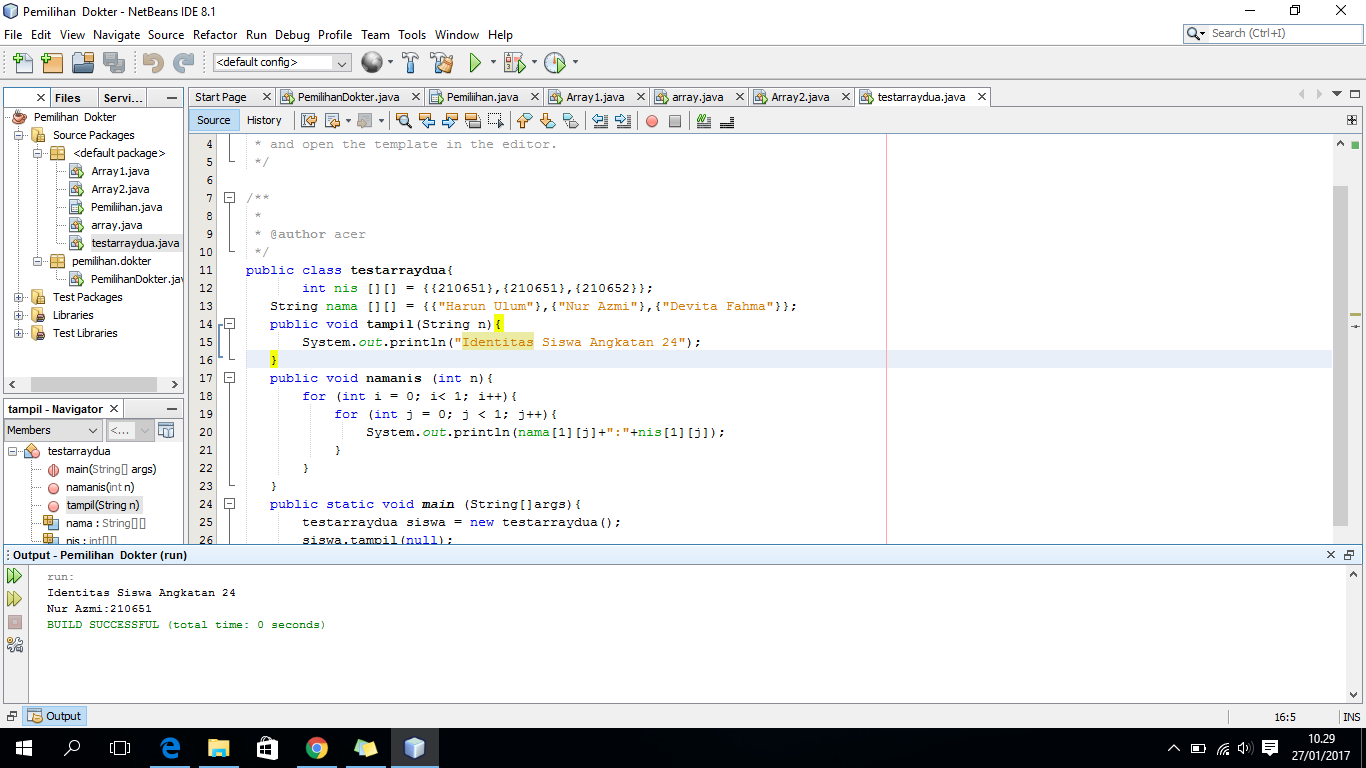 Pemilihan Dokter - NetBeans IDE 8.1
File Edit View Navigate Source Refactor Run Debug Profile Team Tools Window Help
Search (Ctrl+I)
<default config>
Files Servi...
Start Page PemilihanDokter.java Pemiliihan.java Array1.java array.java Array2.java testarraydua.java
Source History
Pemilihan Dokter
Source Packages
<default package>
Array1.java
Array2.java
Pemiliihan.java
array.java
testarraydua.java
pemilihan.dokter
PemilihanDokter.jav
Test Packages
Libraries
Test Libraries
tampil - Navigator
Members <...
testarraydua
main(String[] args)
namanis(int n)
tampil(String n)
nama : String[][]
nis : int[][]
4 * and open the template in the editor.
5 */
6
7 /**
8 *
9 * @author acer
10 */
11 public class testarraydua{
12 int nis [][] = {{210651},{210651},{210652}};
13 String nama [][] = {{"Harun Ulum"},{"Nur Azmi"},{"Devita Fahma"}};
14 public void tampil(String n){
15 System.out.println("Identitas Siswa Angkatan 24");
16 }
17 public void namanis (int n){
18 for (int i = 0; i< 1; i++){
19 for (int j = 0; j < 1; j++){
20 System.out.println(nama[1][j]+":"+nis[1][j]);
21 }
22 }
23 }
24 public static void main (String[]args){
25 testarraydua siswa = new testarraydua();
26 siswa.tampil(null);
Output - Pemilihan Dokter (run)
run:
Identitas Siswa Angkatan 24
Nur Azmi:210651
BUILD SUCCESSFUL (total time: 0 seconds)
Output
16:5 INS
10.29
27/01/2017